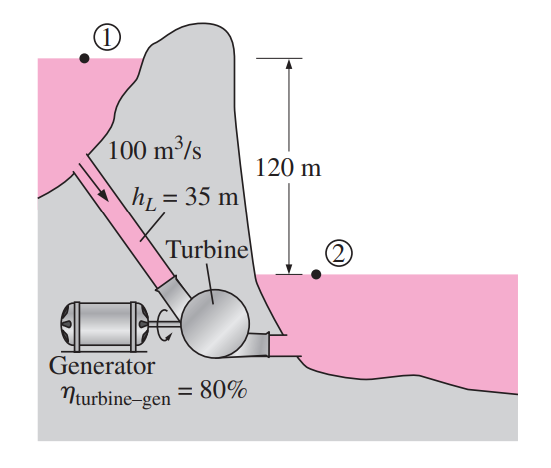 ①
100 m³/s
120 m
h_L = 35 m
②
Turbine
Generator
η_turbine–gen = 80%